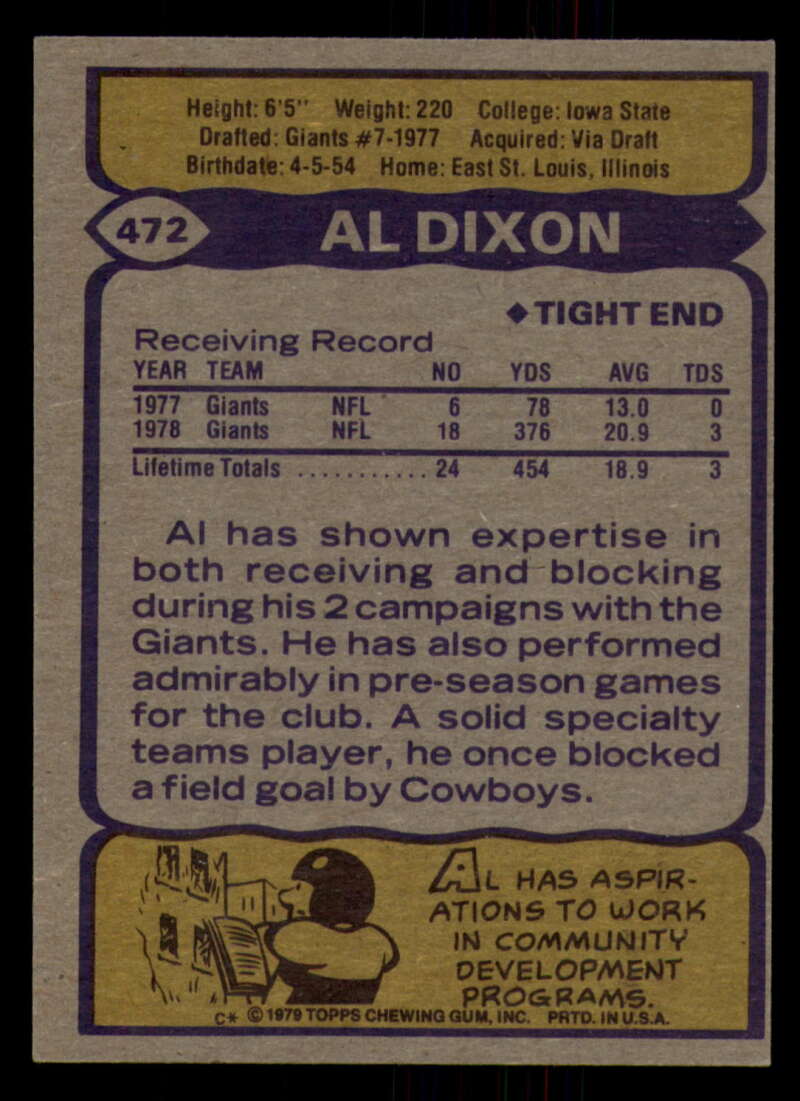 Height: 6'5" Weight: 220 College: Iowa State
Drafted: Giants #7-1977 Acquired: Via Draft
Birthdate: 4-5-54 Home: East St. Louis, Illinois
472 AL DIXON
◆TIGHT END
Receiving Record
YEAR TEAM NO YDS AVG TDS
1977 Giants NFL 6 78 13.0 0
1978 Giants NFL 18 376 20.9 3
Lifetime Totals ........... 24 454 18.9 3
Al has shown expertise in
both receiving and blocking
during his 2 campaigns with the
Giants. He has also performed
admirably in pre-season games
for the club. A solid specialty
teams player, he once blocked
a field goal by Cowboys.
AL HAS ASPIR-
ATIONS TO WORK
IN COMMUNITY
DEVELOPMENT
PROGRAMS.
C* © 1979 TOPPS CHEWING GUM, INC. PRTD. IN U.S.A.